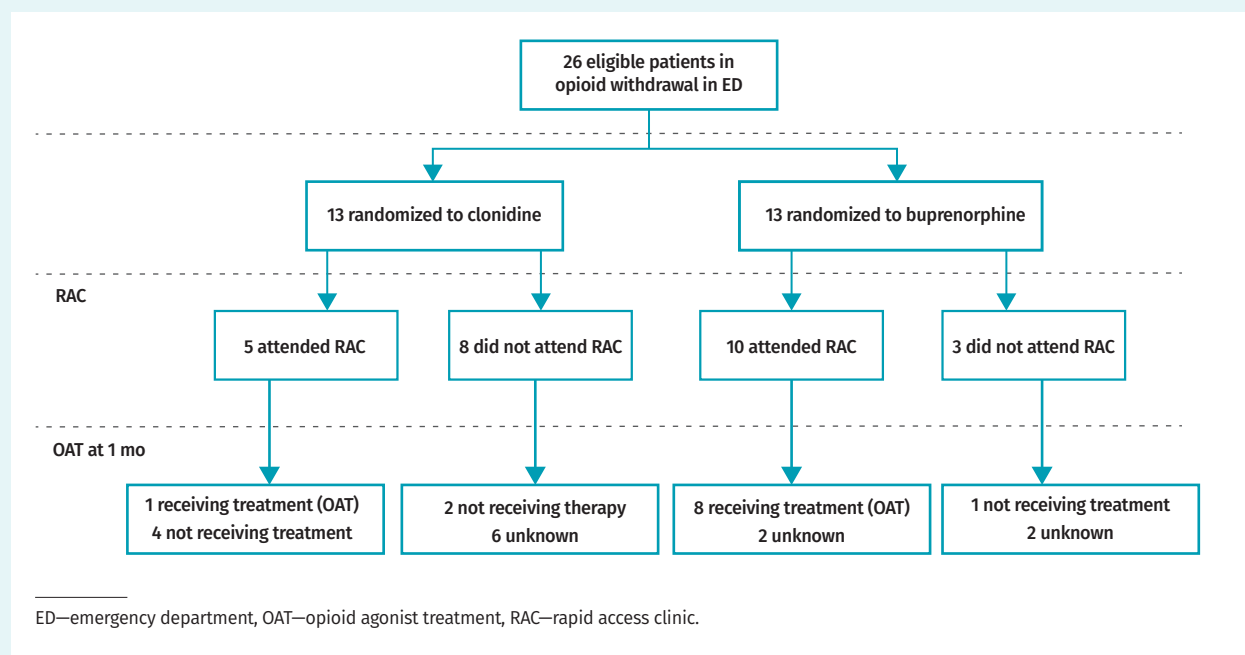 26 eligible patients in
opioid withdrawal in ED
13 randomized to clonidine
13 randomized to buprenorphine
RAC
5 attended RAC
8 did not attend RAC
10 attended RAC
3 did not attend RAC
OAT at 1 mo
1 receiving treatment (OAT)
4 not receiving treatment
2 not receiving therapy
6 unknown
8 receiving treatment (OAT)
2 unknown
1 not receiving treatment
2 unknown
ED—emergency department, OAT—opioid agonist treatment, RAC—rapid access clinic.